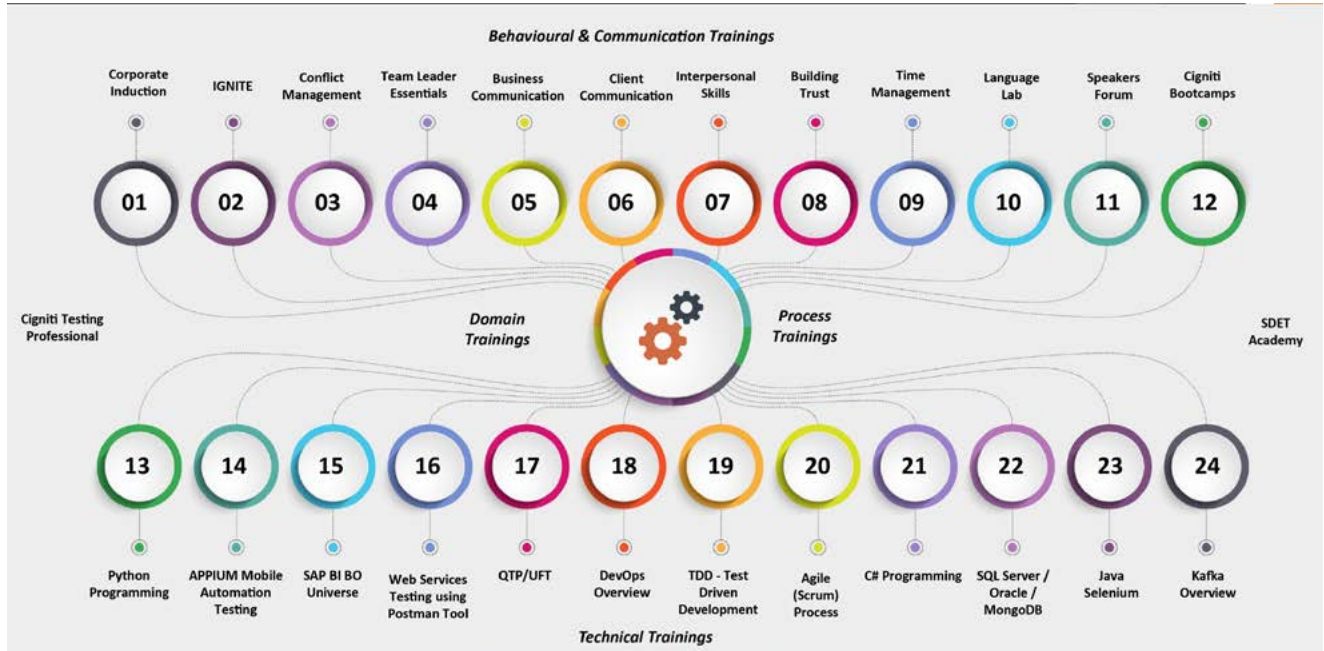 Behavioural & Communication Trainings
Corporate
Induction
IGNITE
Conflict
Management
Team Leader
Essentials
Business
Communication
Client
Communication
Interpersonal
Skills
Building
Trust
Time
Management
Language
Lab
Speakers
Forum
Cigniti
Bootcamps
01
02
03
04
05
06
07
08
09
10
11
12
Cigniti Testing
Professional
Domain
Trainings
Process
Trainings
SDET
Academy
13
14
15
16
17
18
19
20
21
22
23
24
Python
Programming
APPIUM Mobile
Automation
Testing
SAP BI BO
Universe
Web Services
Testing using
Postman Tool
QTP/UFT
DevOps
Overview
TDD - Test
Driven
Development
Agile
(Scrum)
Process
C# Programming
SQL Server /
Oracle /
MongoDB
Java
Selenium
Kafka
Overview
Technical Trainings